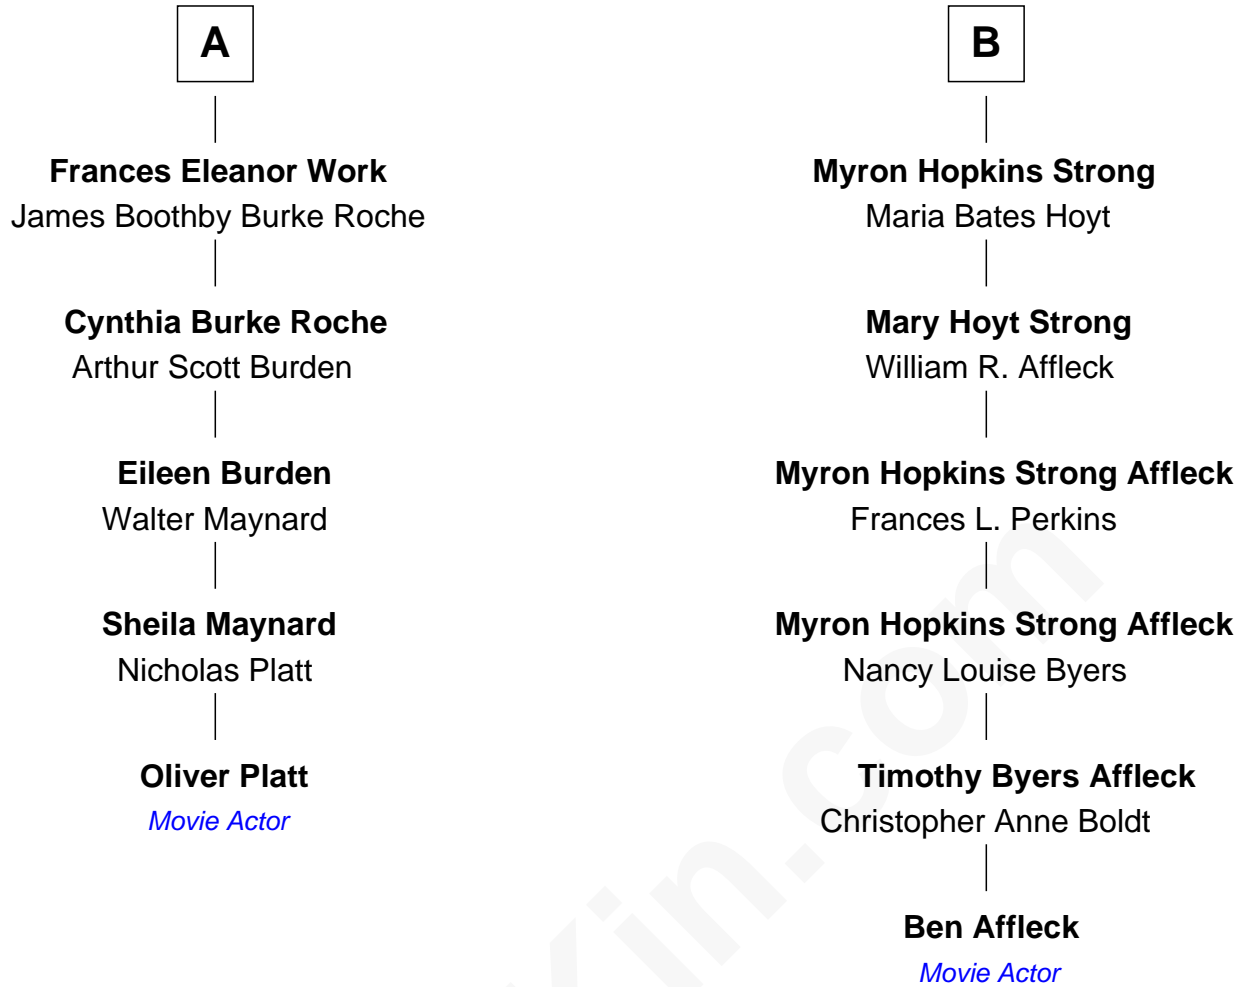 A
Frances Eleanor Work
James Boothby Burke Roche
Cynthia Burke Roche
Arthur Scott Burden
Eileen Burden
Walter Maynard
Sheila Maynard
Nicholas Platt
Oliver Platt
Movie Actor
B
Myron Hopkins Strong
Maria Bates Hoyt
Mary Hoyt Strong
William R. Affleck
Myron Hopkins Strong Affleck
Frances L. Perkins
Myron Hopkins Strong Affleck
Nancy Louise Byers
Timothy Byers Affleck
Christopher Anne Boldt
Ben Affleck
Movie Actor
Kin.com